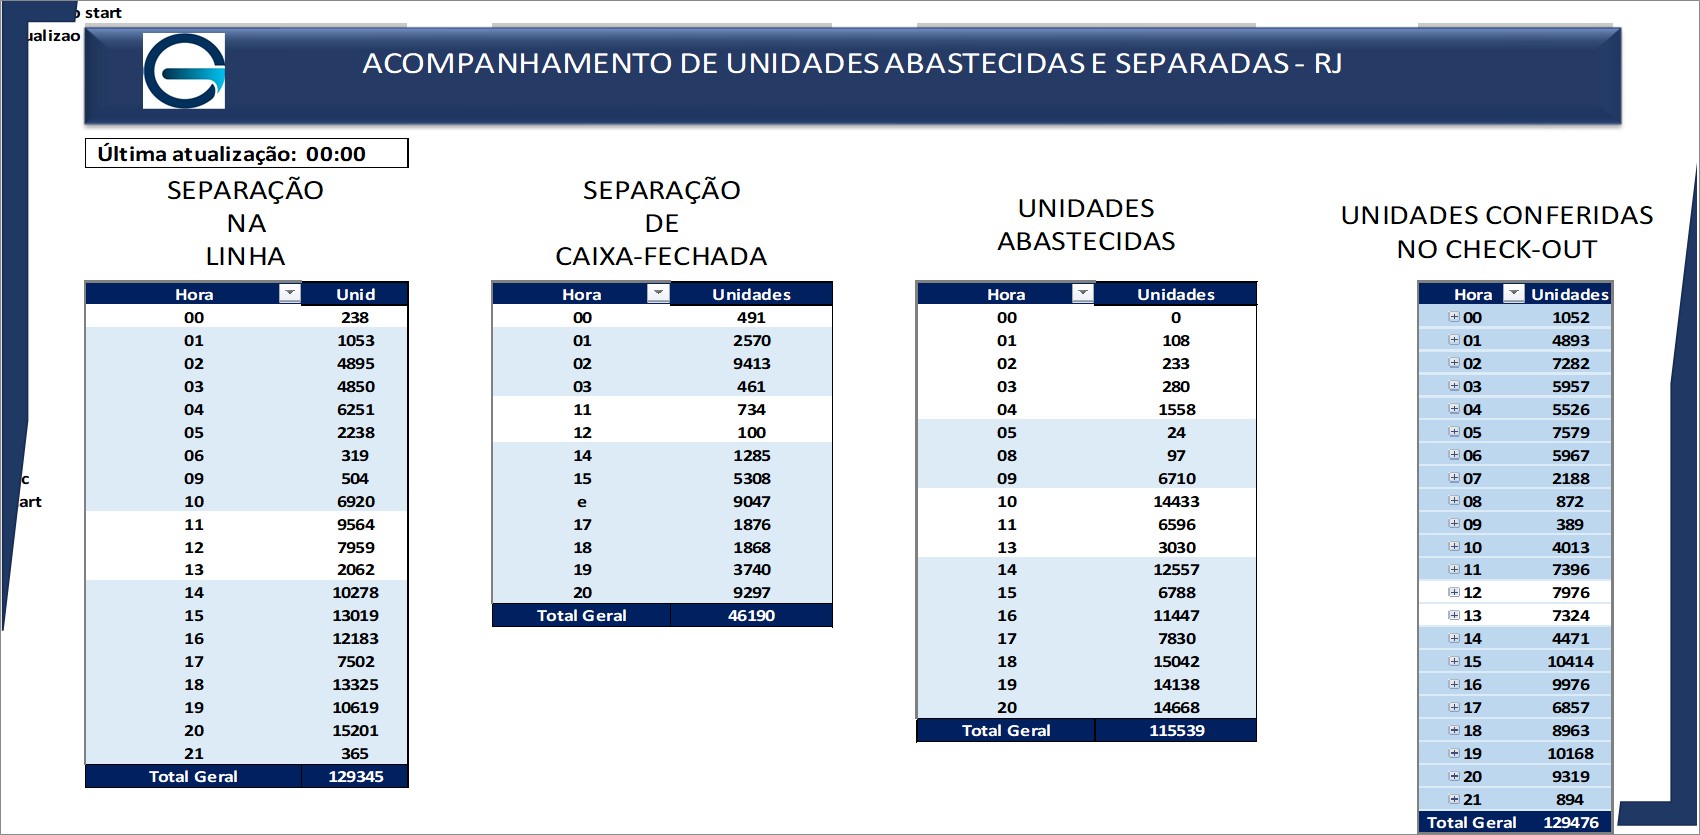 start
ualizao
ACOMPANHAMENTO DE UNIDADES ABASTECIDAS E SEPARADAS - RJ
Última atualização: 00:00
SEPARAÇÃO
NA
LINHA
Hora Unid
00 238
01 1053
02 4895
03 4850
04 6251
05 2238
06 319
09 504
10 6920
11 9564
12 7959
13 2062
14 10278
15 13019
16 12183
17 7502
18 13325
19 10619
20 15201
21 365
Total Geral 129345
SEPARAÇÃO
DE
CAIXA-FECHADA
Hora Unidades
00 491
01 2570
02 9413
03 461
11 734
12 100
14 1285
15 5308
e 9047
17 1876
18 1868
19 3740
20 9297
Total Geral 46190
UNIDADES
ABASTECIDAS
Hora Unidades
00 0
01 108
02 233
03 280
04 1558
05 24
08 97
09 6710
10 14433
11 6596
13 3030
14 12557
15 6788
16 11447
17 7830
18 15042
19 14138
20 14668
Total Geral 115539
UNIDADES CONFERIDAS
NO CHECK-OUT
Hora Unidades
00 1052
01 4893
02 7282
03 5957
04 5526
05 7579
06 5967
07 2188
08 872
09 389
10 4013
11 7396
12 7976
13 7324
14 4471
15 10414
16 9976
17 6857
18 8963
19 10168
20 9319
21 894
Total Geral 129476
c
art